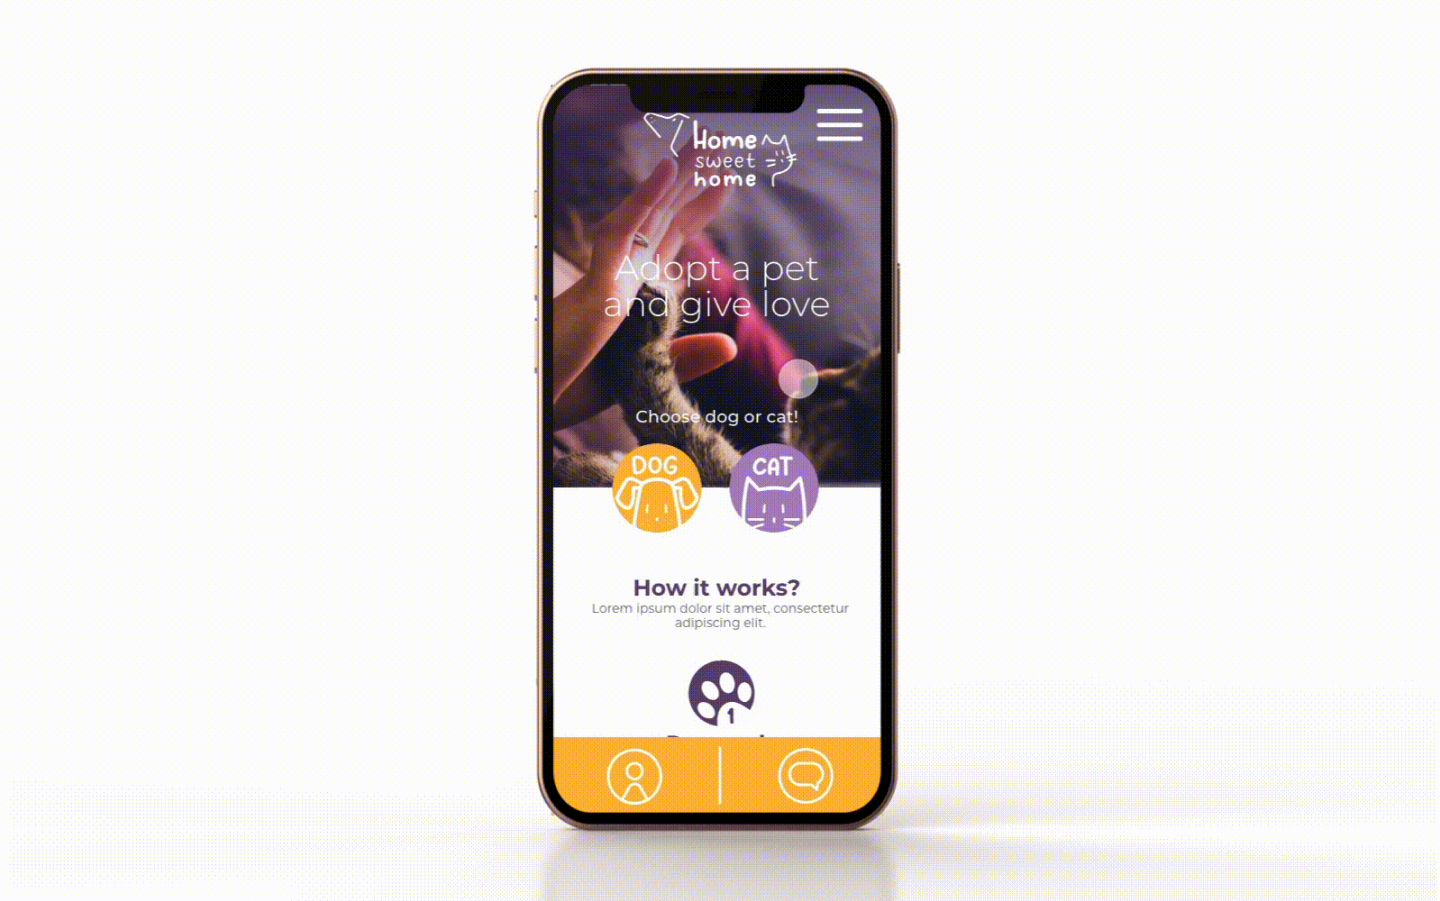 Home
sweet
home
Adopt a pet
and give love
Choose dog or cat!
DOG
CAT
How it works?
Lorem ipsum dolor sit amet, consectetur
adipiscing elit.
1